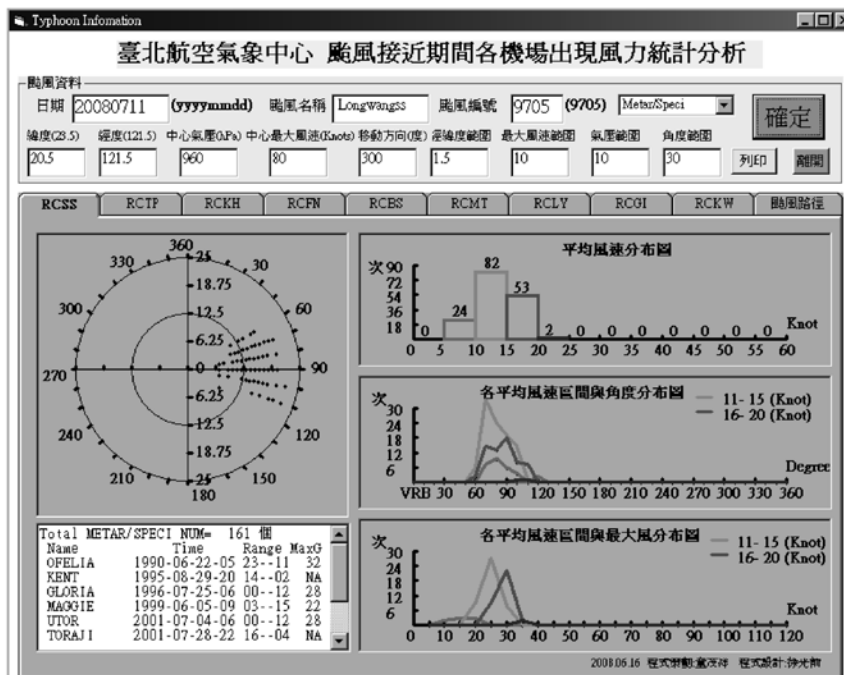 Typhoon Infomation
臺北航空氣象中心 颱風接近期間各機場出現風力統計分析
颱風資料
日期 20080711 (yyyymmdd) 颱風名稱 Longwangss 颱風編號 9705 (9705) Metar/Speci 確定
緯度(23.5) 經度(121.5) 中心氣壓(hPa) 中心最大風速(Knots) 移動方向(度) 經緯度範圍 最大風速範圍 氣壓範圍 角度範圍
20.5 121.5 960 80 300 1.5 10 10 30 列印 離開
RCSS RCTP RCKH RCFN RCBS RCMT RCLY RCGI RCKW 颱風路徑
360
330 25 30
18.75
300 12.5 60
6.25
270 0 90
6.25
240 12.5 120
18.75
210 25 150
180
平均風速分布圖
次 90 72 54 36 18
0 24 82 53 2 0 0 0 0 0 0 0
Knot
0 5 10 15 20 25 30 35 40 45 50 55 60
各平均風速區間與角度分布圖
次 30 24 18 12 6
11- 15 (Knot)
16- 20 (Knot)
Degree
VRB 30 60 90 120 150 180 210 240 270 300 330 360
各平均風速區間與最大風分布圖
次 30 24 18 12 6
11- 15 (Knot)
16- 20 (Knot)
Knot
0 10 20 30 40 50 60 70 80 90 100 110 120
Total METAR/SPECI NUM= 161 個
Name Time Range MaxG
OFELIA 1990-06-22-05 23--11 32
KENT 1995-08-29-20 14--02 NA
GLORIA 1996-07-25-06 00--12 28
MAGGIE 1999-06-05-09 03--15 22
UTOR 2001-07-04-06 00--12 28
TORAJI 2001-07-28-22 16--04 NA
2008.06.16 程式 程式設計: